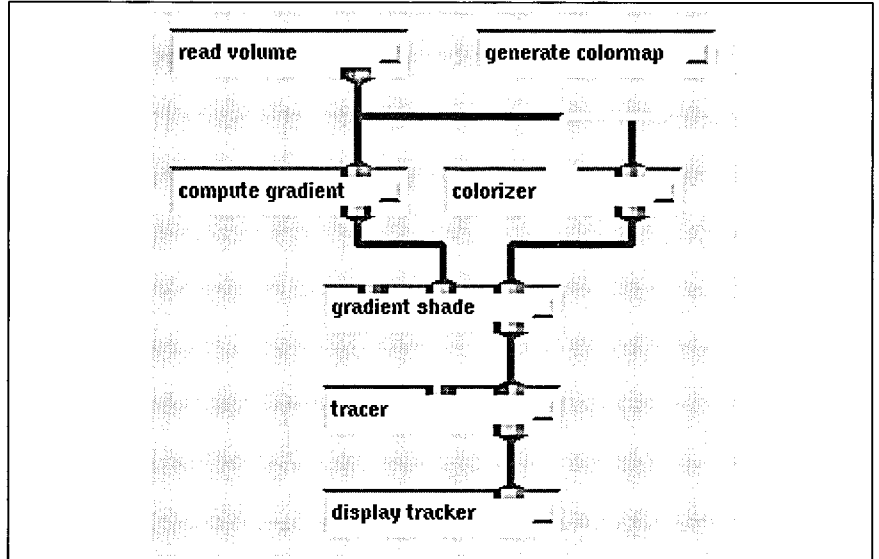 read volume
generate colormap
compute gradient
colorizer
gradient shade
tracer
display tracker